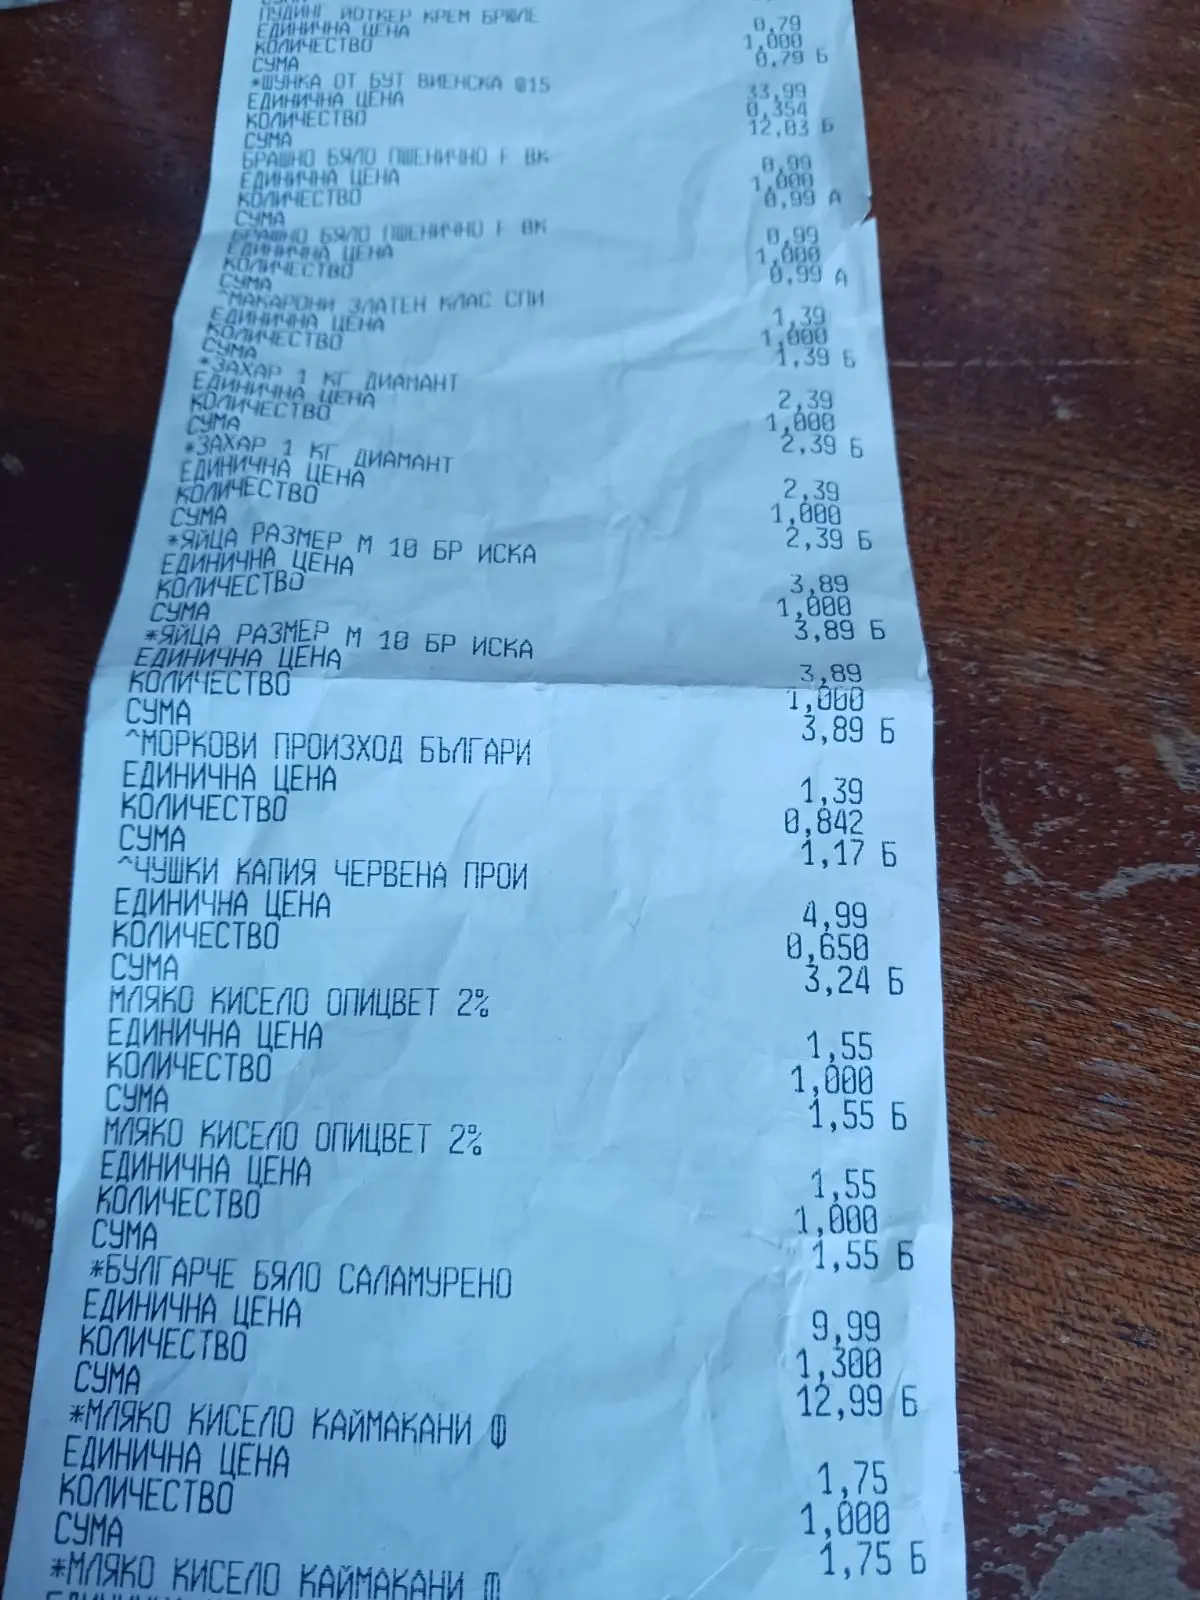 СУМА
ПУДИНГ ЙОТКЕР КРЕМ БРЮЛЕ
ЕДИНИЧНА ЦЕНА 0,79
КОЛИЧЕСТВО 1,000
СУМА 0,79 Б
*ШУНКА ОТ БУТ ВИЕНСКА @15
ЕДИНИЧНА ЦЕНА 33,99
КОЛИЧЕСТВО 0,354
СУМА 12,03 Б
БРАШНО БЯЛО ПШЕНИЧНО F ВК
ЕДИНИЧНА ЦЕНА 0,99
КОЛИЧЕСТВО 1,000
СУМА 0,99 А
БРАШНО БЯЛО ПШЕНИЧНО F ВК
ЕДИНИЧНА ЦЕНА 0,99
КОЛИЧЕСТВО 1,000
СУМА 0,99 А
^МАКАРОНИ ЗЛАТЕН КЛАС СПИ
ЕДИНИЧНА ЦЕНА 1,39
КОЛИЧЕСТВО 1,000
СУМА 1,39 Б
*ЗАХАР 1 КГ ДИАМАНТ
ЕДИНИЧНА ЦЕНА 2,39
КОЛИЧЕСТВО 1,000
СУМА 2,39 Б
*ЗАХАР 1 КГ ДИАМАНТ
ЕДИНИЧНА ЦЕНА 2,39
КОЛИЧЕСТВО 1,000
СУМА 2,39 Б
*ЯЙЦА РАЗМЕР М 10 БР ИСКА
ЕДИНИЧНА ЦЕНА 3,89
КОЛИЧЕСТВО 1,000
СУМА 3,89 Б
*ЯЙЦА РАЗМЕР М 10 БР ИСКА
ЕДИНИЧНА ЦЕНА 3,89
КОЛИЧЕСТВО 1,000
СУМА 3,89 Б
^МОРКОВИ ПРОИЗХОД БЪЛГАРИ
ЕДИНИЧНА ЦЕНА 1,39
КОЛИЧЕСТВО 0,842
СУМА 1,17 Б
^ЧУШКИ КАПИЯ ЧЕРВЕНА ПРОИ
ЕДИНИЧНА ЦЕНА 4,99
КОЛИЧЕСТВО 0,650
СУМА 3,24 Б
МЛЯКО КИСЕЛО ОПИЦВЕТ 2%
ЕДИНИЧНА ЦЕНА 1,55
КОЛИЧЕСТВО 1,000
СУМА 1,55 Б
МЛЯКО КИСЕЛО ОПИЦВЕТ 2%
ЕДИНИЧНА ЦЕНА 1,55
КОЛИЧЕСТВО 1,000
СУМА 1,55 Б
*БУЛГАРЧЕ БЯЛО САЛАМУРЕНО
ЕДИНИЧНА ЦЕНА 9,99
КОЛИЧЕСТВО 1,300
СУМА 12,99 Б
*МЛЯКО КИСЕЛО КАЙМАКАНИ Ф
ЕДИНИЧНА ЦЕНА 1,75
КОЛИЧЕСТВО 1,000
СУМА 1,75 Б
*МЛЯКО КИСЕЛО КАЙМАКАНИ Ф